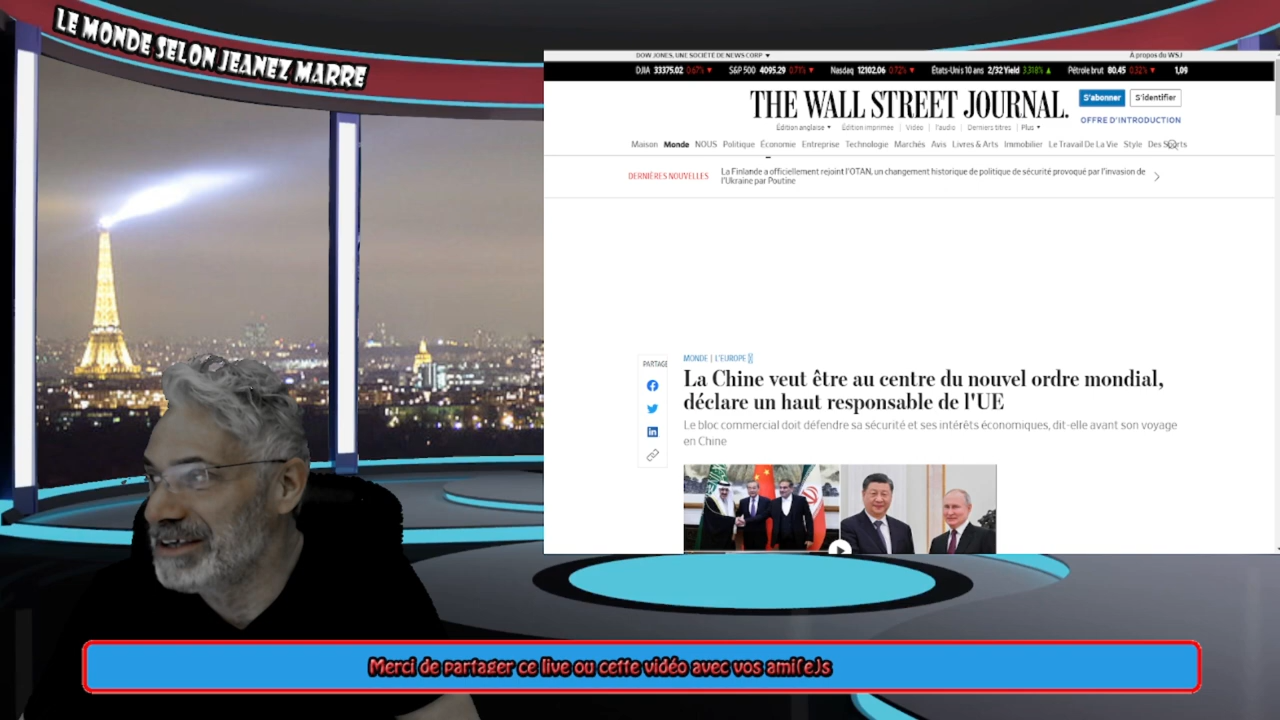 LE MONDE SELON JEANEZ MARRE
DOW JONES, UNE SOCIÉTÉ DE NEWS CORP
A propos du WSJ
DJIA 33375.02 0.67% S&P 500 4095.29 0.71% Nasdaq 12102.06 0.72% États-Unis 10 ans 2/32 Yield 3,318% Pétrole brut 80.45 0.32% 1,09
THE WALL STREET JOURNAL.
S'abonner S'identifier
OFFRE D'INTRODUCTION
Édition anglaise Édition imprimée Video l'audio Derniers titres Plus
Maison Monde NOUS Politique Économie Entreprise Technologie Marchés Avis Livres & Arts Immobilier Le Travail De La Vie Style Des Sports
DERNIÈRES NOUVELLES
La Finlande a officiellement rejoint l'OTAN, un changement historique de politique de sécurité provoqué par l'invasion de
l'Ukraine par Poutine
PARTAGE
MONDE | L'EUROPE
La Chine veut être au centre du nouvel ordre mondial,
déclare un haut responsable de l'UE
Le bloc commercial doit défendre sa sécurité et ses intérêts économiques, dit-elle avant son voyage
en Chine
Merci de partager ce live ou cette vidéo avec vos ami(e)s